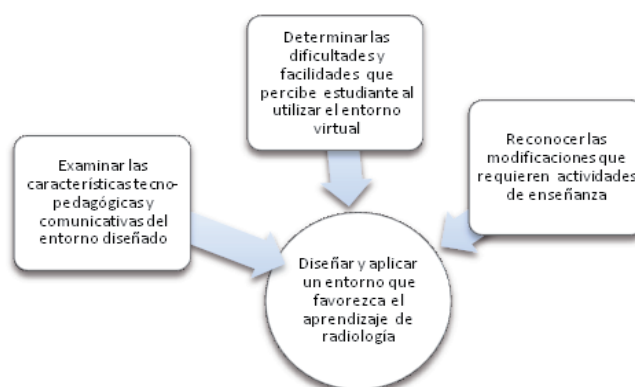 Determinar las
dificultades y
facilidades que
percibe estudiante al
utilizar el entorno
virtual
Examinar las
características tecno-
pedagógicas y
comunicativas del
entorno diseñado
Reconocer las
modificaciones que
requieren actividades
de enseñanza
Diseñar y aplicar
un entorno que
favorezca el
aprendizaje de
radiología